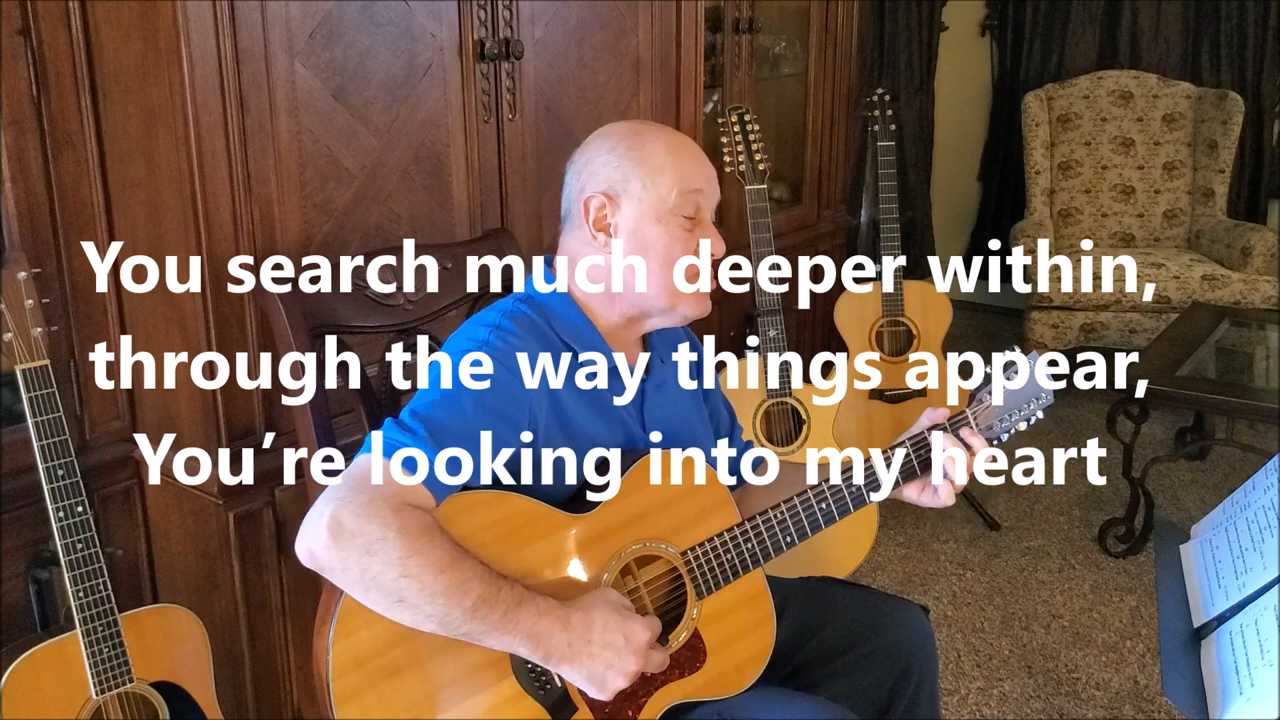 You search much deeper within,
through the way things appear,
You’re looking into my heart